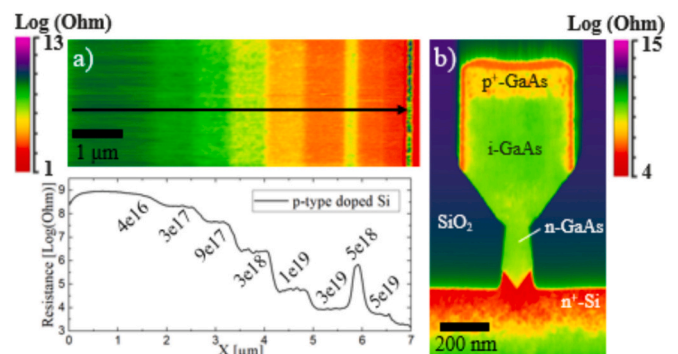 Log (Ohm)
13
1
a)
1 μm
Resistance [Log(Ohm)]
9
8
7
6
5
4
3
p-type doped Si
4e16
3e17
9e17
3e18
1e19
3e19
5e18
5e19
0 1 2 3 4 5 6 7
X [μm]
Log (Ohm)
15
4
b)
p⁺-GaAs
i-GaAs
SiO₂
n-GaAs
n⁺-Si
200 nm